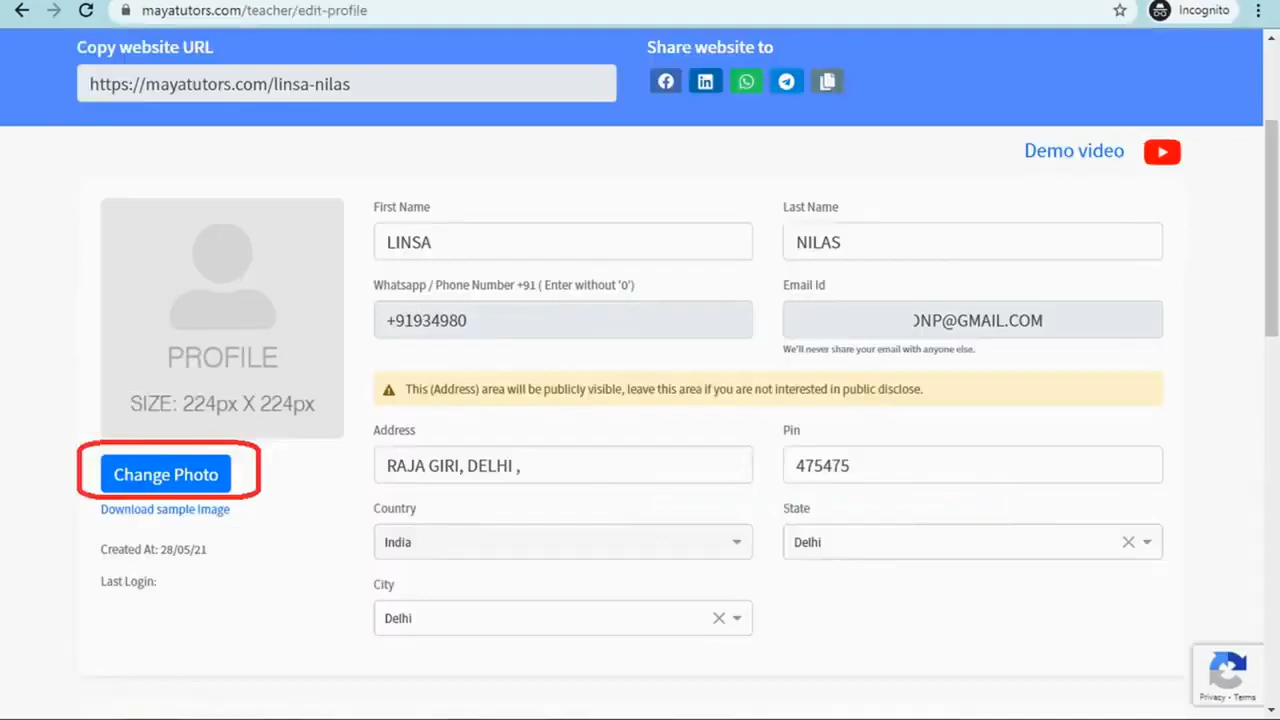 mayatutors.com/teacher/edit-profile
Incognito
Copy website URL
Share website to
https://mayatutors.com/linsa-nilas
Demo video
PROFILE
SIZE: 224px X 224px
Change Photo
Download sample Image
Created At: 28/05/21
Last Login:
First Name
Last Name
LINSA
NILAS
Whatsapp / Phone Number +91 ( Enter without '0')
Email Id
+91934980
NP@GMAIL.COM
We'll never share your email with anyone else.
This (Address) area will be publicly visible, leave this area if you are not interested in public disclose.
Address
Pin
RAJA GIRI, DELHI ,
475475
Country
State
India
Delhi
City
Delhi
Privacy - Terms